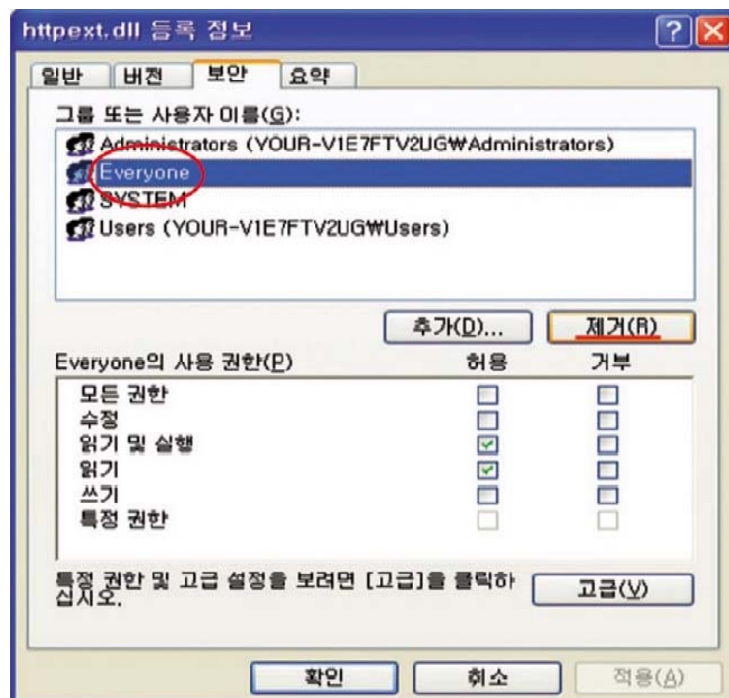 httpext.dll 등록 정보
일반 버전 보안 요약
그룹 또는 사용자 이름(G):
Administrators (YOUR-V1E7FTV2UG₩Administrators)
Everyone
SYSTEM
Users (YOUR-V1E7FTV2UG₩Users)
추가(D)... 제거(R)
Everyone의 사용 권한(P) 허용 거부
모든 권한
수정
읽기 및 실행
읽기
쓰기
특정 권한
특정 권한 및 고급 설정을 보려면 [고급]을 클릭하
십시오.
고급(V)
확인 취소 적용(A)